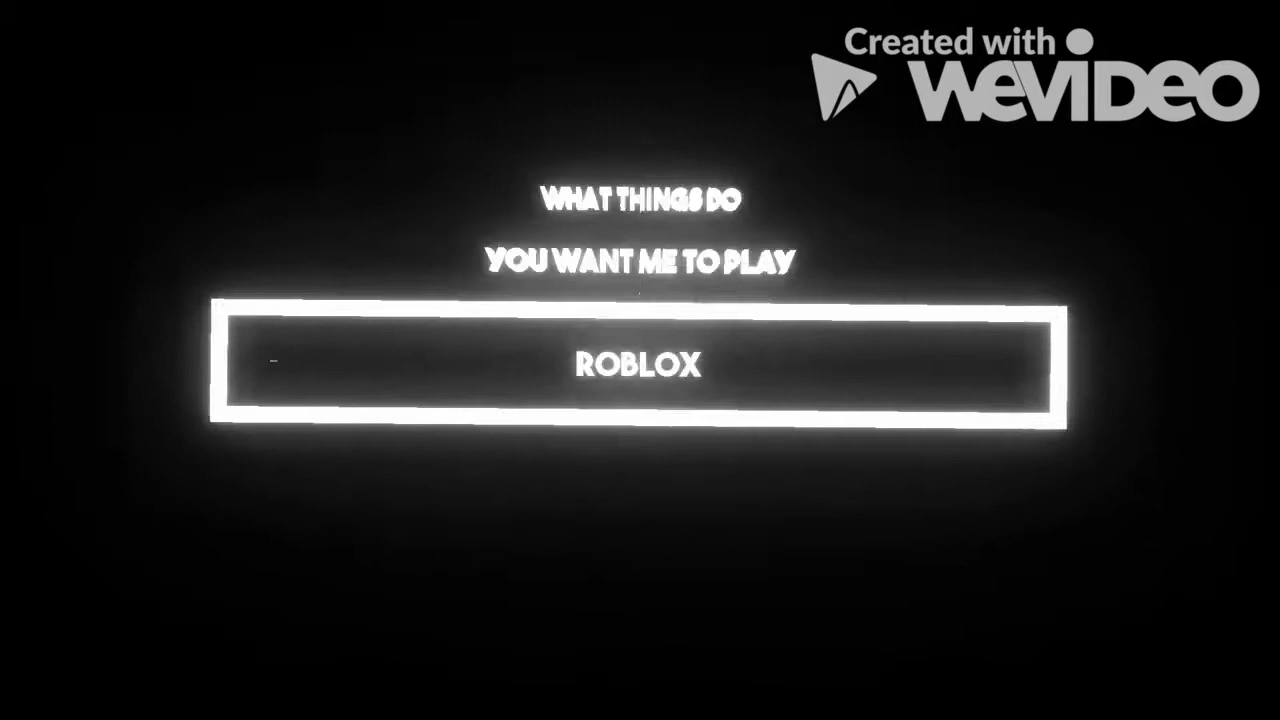 Created with
WEVIDEO
WHAT THINGS DO
YOU WANT ME TO PLAY
ROBLOX